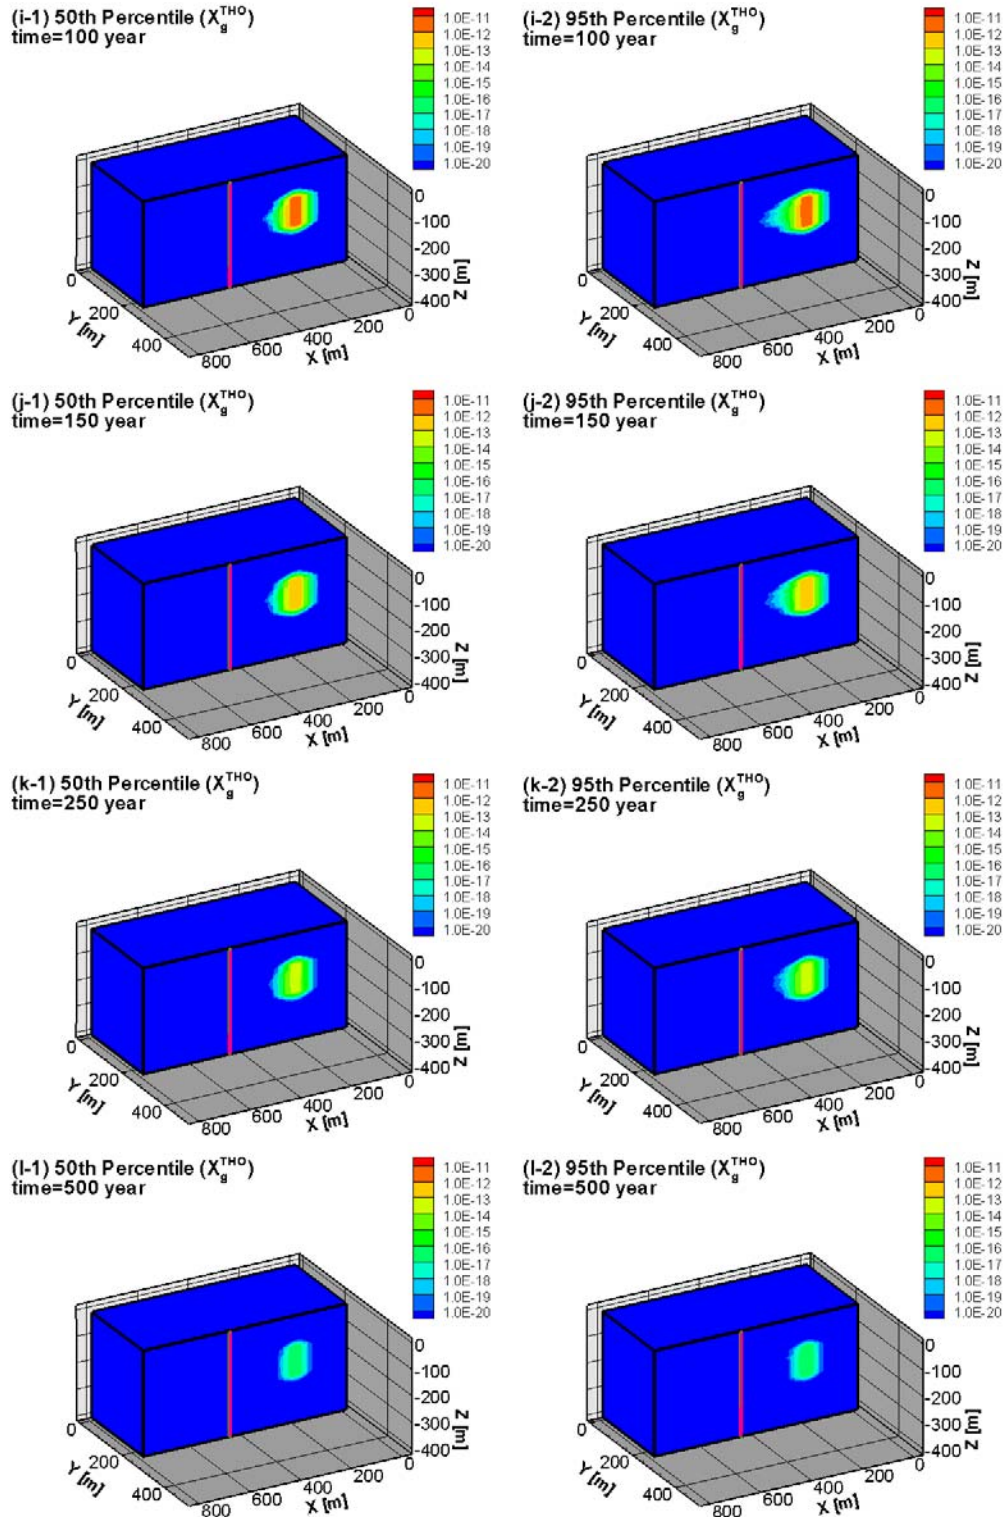 (i-1) 50th Percentile (X_g^THO)
time=100 year
1.0E-11
1.0E-12
1.0E-13
1.0E-14
1.0E-15
1.0E-16
1.0E-17
1.0E-18
1.0E-19
1.0E-20
0
-100
-200
-300
-400
Z [m]
0
200
400
Y [m]
800
600
400
200
0
X [m]
(i-2) 95th Percentile (X_g^THO)
time=100 year
1.0E-11
1.0E-12
1.0E-13
1.0E-14
1.0E-15
1.0E-16
1.0E-17
1.0E-18
1.0E-19
1.0E-20
0
-100
-200
-300
-400
Z [m]
0
200
400
Y [m]
800
600
400
200
0
X [m]
(j-1) 50th Percentile (X_g^THO)
time=150 year
1.0E-11
1.0E-12
1.0E-13
1.0E-14
1.0E-15
1.0E-16
1.0E-17
1.0E-18
1.0E-19
1.0E-20
0
-100
-200
-300
-400
Z [m]
0
200
400
Y [m]
800
600
400
200
0
X [m]
(j-2) 95th Percentile (X_g^THO)
time=150 year
1.0E-11
1.0E-12
1.0E-13
1.0E-14
1.0E-15
1.0E-16
1.0E-17
1.0E-18
1.0E-19
1.0E-20
0
-100
-200
-300
-400
Z [m]
0
200
400
Y [m]
800
600
400
200
0
X [m]
(k-1) 50th Percentile (X_g^THO)
time=250 year
1.0E-11
1.0E-12
1.0E-13
1.0E-14
1.0E-15
1.0E-16
1.0E-17
1.0E-18
1.0E-19
1.0E-20
0
-100
-200
-300
-400
Z [m]
0
200
400
Y [m]
800
600
400
200
0
X [m]
(k-2) 95th Percentile (X_g^THO)
time=250 year
1.0E-11
1.0E-12
1.0E-13
1.0E-14
1.0E-15
1.0E-16
1.0E-17
1.0E-18
1.0E-19
1.0E-20
0
-100
-200
-300
-400
Z [m]
0
200
400
Y [m]
800
600
400
200
0
X [m]
(l-1) 50th Percentile (X_g^THO)
time=500 year
1.0E-11
1.0E-12
1.0E-13
1.0E-14
1.0E-15
1.0E-16
1.0E-17
1.0E-18
1.0E-19
1.0E-20
0
-100
-200
-300
-400
Z [m]
0
200
400
Y [m]
800
600
400
200
0
X [m]
(l-2) 95th Percentile (X_g^THO)
time=500 year
1.0E-11
1.0E-12
1.0E-13
1.0E-14
1.0E-15
1.0E-16
1.0E-17
1.0E-18
1.0E-19
1.0E-20
0
-100
-200
-300
-400
Z [m]
0
200
400
Y [m]
800
600
400
200
0
X [m]